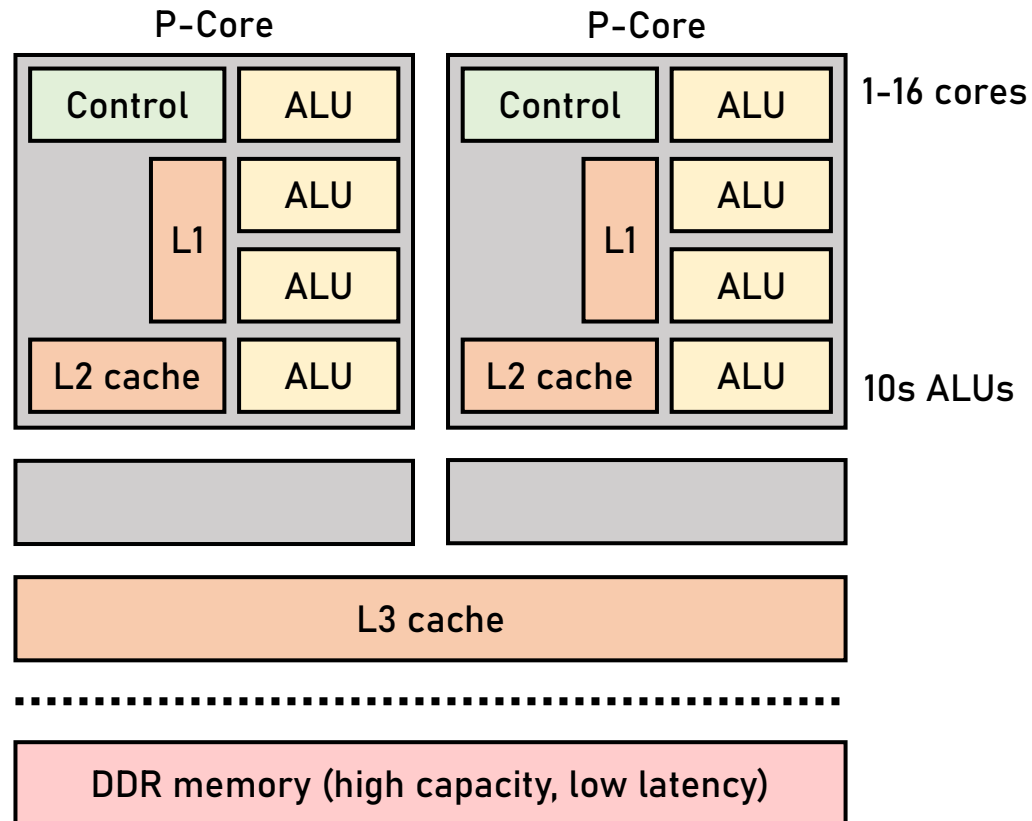 P-Core
P-Core
Control
ALU
Control
ALU
1-16 cores
ALU
ALU
L1
L1
ALU
ALU
L2 cache
ALU
L2 cache
ALU
10s ALUs
L3 cache
DDR memory (high capacity, low latency)